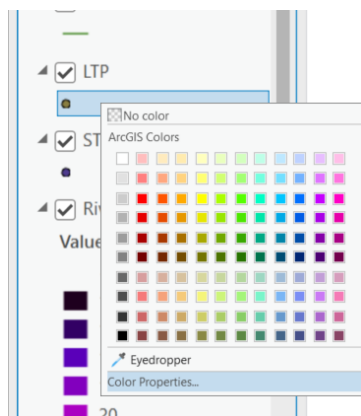 LTP
No color
ArcGIS Colors
ST
Riv
Value
Eyedropper
Color Properties...
20